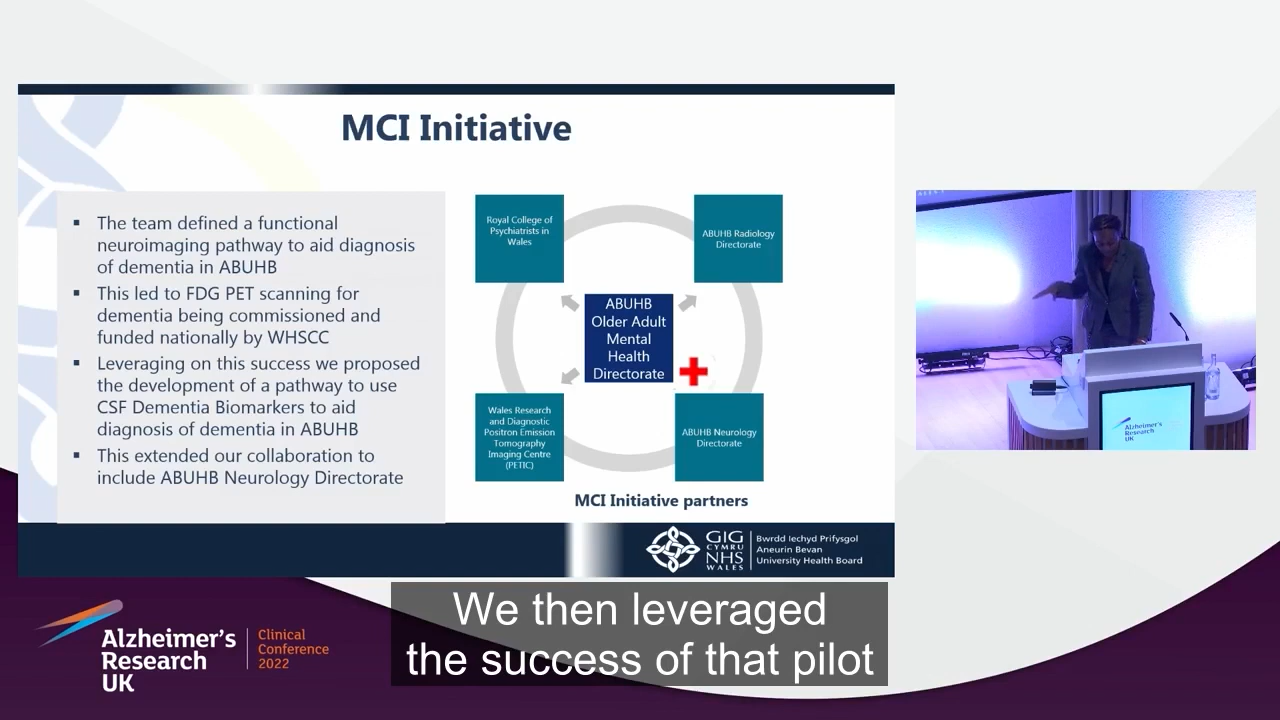 MCI Initiative
▪ The team defined a functional
neuroimaging pathway to aid diagnosis
of dementia in ABUHB
▪ This led to FDG PET scanning for
dementia being commissioned and
funded nationally by WHSCC
▪ Leveraging on this success we proposed
the development of a pathway to use
CSF Dementia Biomarkers to aid
diagnosis of dementia in ABUHB
▪ This extended our collaboration to
include ABUHB Neurology Directorate
Royal College of
Psychiatrists in
Wales
ABUHB Radiology
Directorate
ABUHB
Older Adult
Mental
Health
Directorate
Wales Research
and Diagnostic
Positron Emission
Tomography
Imaging Centre
(PETIC)
ABUHB Neurology
Directorate
MCI Initiative partners
GIG
CYMRU
NHS
WALES
Bwrdd Iechyd Prifysgol
Aneurin Bevan
University Health Board
Alzheimer's
Research
UK
We then leveraged
the success of that pilot
Alzheimer's
Research
UK
Clinical
Conference
2022